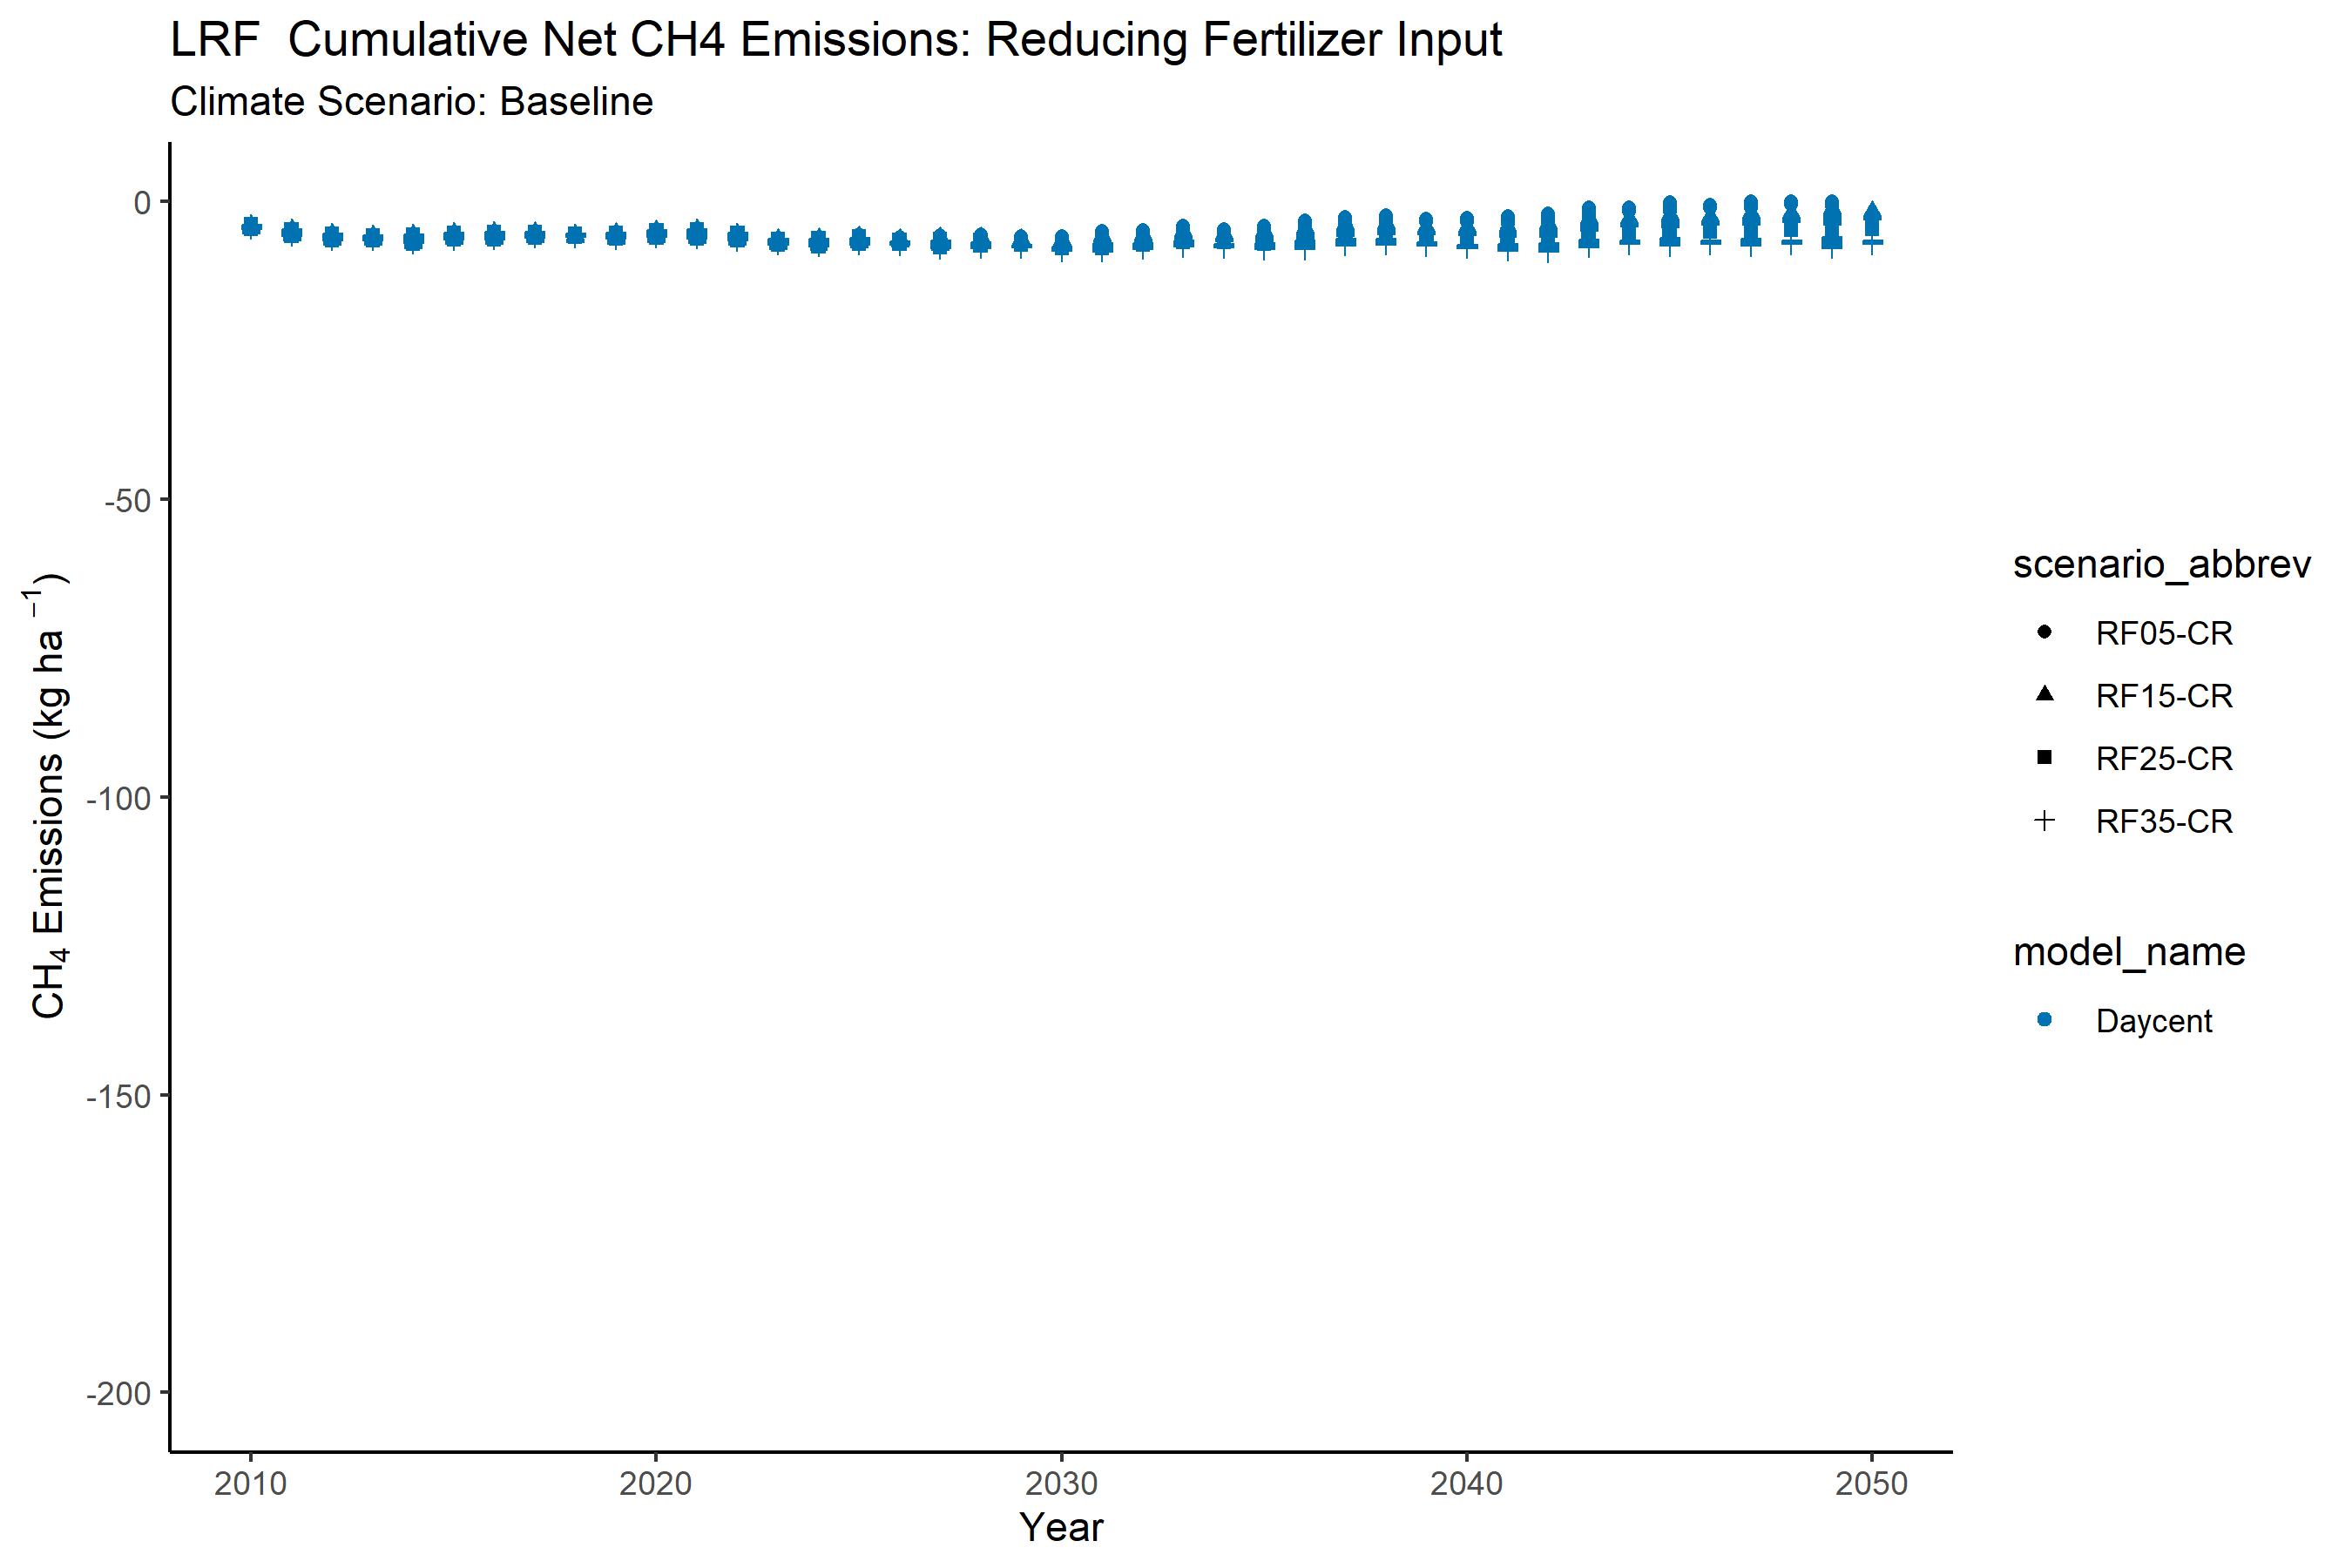 LRF  Cumulative Net CH4 Emissions: Reducing Fertilizer Input
Climate Scenario: Baseline
0
-50
-100
-150
-200
CH₄ Emissions (kg ha ⁻¹)
2010 2020 2030 2040 2050
Year
scenario_abbrev
RF05-CR
RF15-CR
RF25-CR
RF35-CR
model_name
Daycent